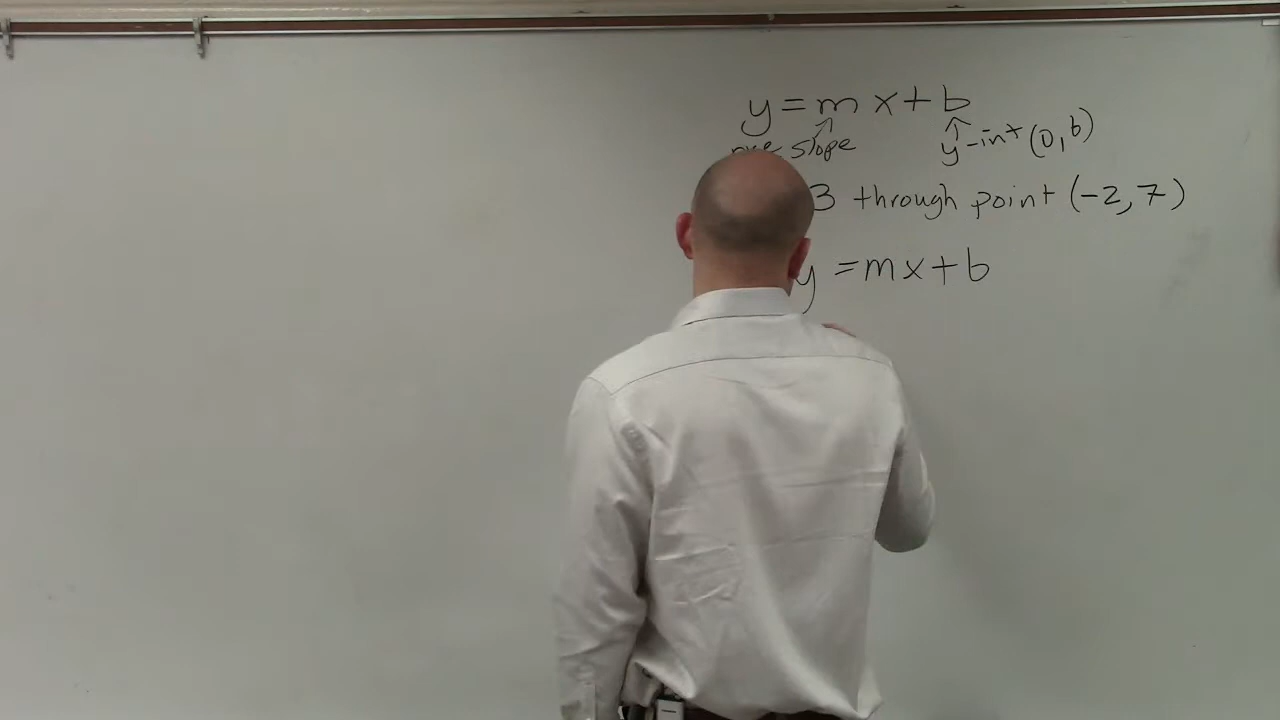 y = mx + b
slope y-int (0, b)
3 through point (-2, 7)
y = mx + b